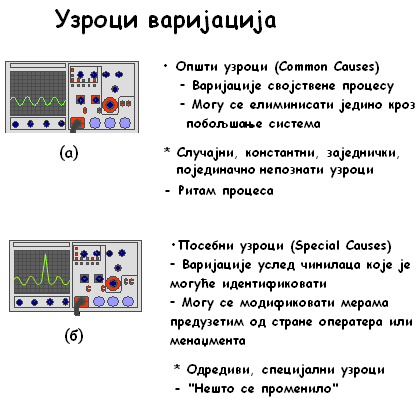 Узроци варијација
· Општи узроци (Common Causes)
- Варијације својствене процесу
- Могу се елиминисати једино кроз
побољшање система
(а)
* Случајни, константни, заједнички,
појединачно непознати узроци
- Ритам процеса
·Посебни узроци (Special Causes)
- Варијације услед чинилаца које је
могуће идентификовати
- Могу се модификовати мерама
предузетим од стране оператера или
менаџмента
(б)
* Одредиви, специјални узроци
- "Нешто се променило"